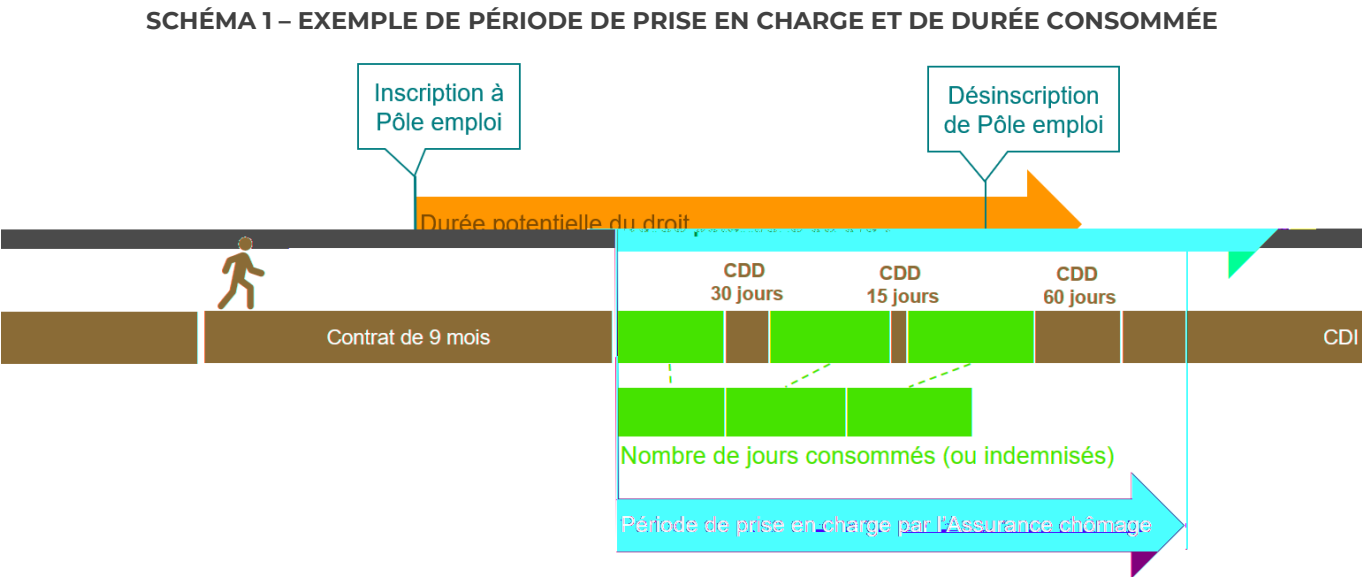 SCHÉMA 1 – EXEMPLE DE PÉRIODE DE PRISE EN CHARGE ET DE DURÉE CONSOMMÉE
Inscription à
Pôle emploi
Désinscription
de Pôle emploi
Durée potentielle du droit
CDD
30 jours
CDD
15 jours
CDD
60 jours
Contrat de 9 mois
CDI
Nombre de jours consommés (ou indemnisés)
Période de prise en charge par l'Assurance chômage